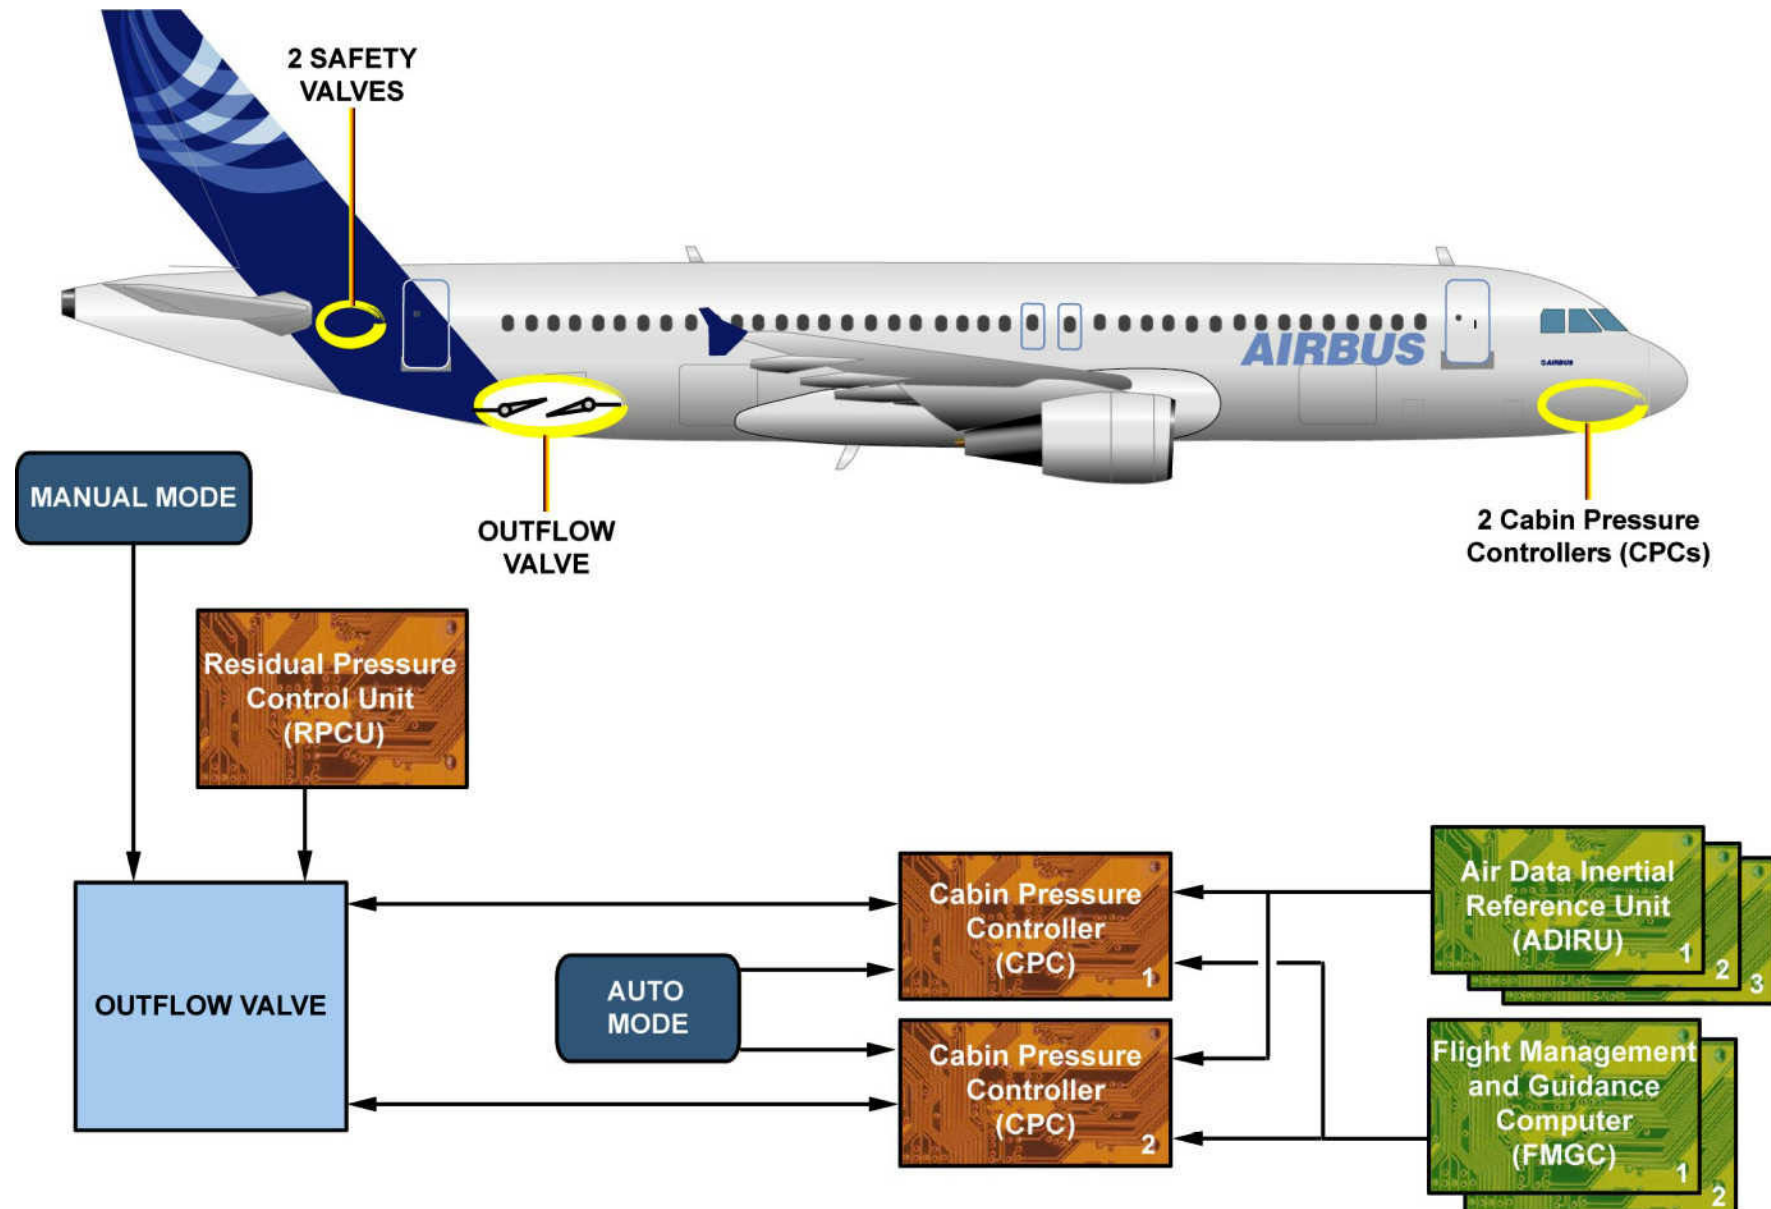 2 SAFETY
VALVES
AIRBUS
AIRBUS
MANUAL MODE
OUTFLOW
VALVE
2 Cabin Pressure
Controllers (CPCs)
Residual Pressure
Control Unit
(RPCU)
OUTFLOW VALVE
AUTO
MODE
Cabin Pressure
Controller
(CPC)
1
Cabin Pressure
Controller
(CPC)
2
Air Data Inertial
Reference Unit
(ADIRU)
1
2
3
Flight Management
and Guidance
Computer
(FMGC)
1
2